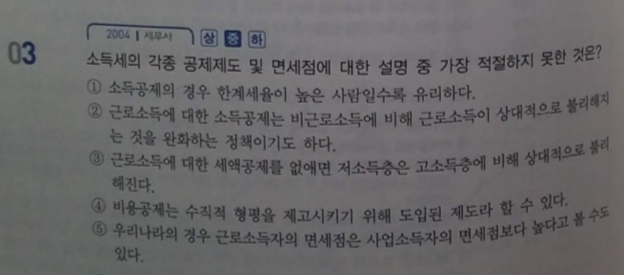 2004 | 세무사 상 중 하
03 소득세의 각종 공제제도 및 면세점에 대한 설명 중 가장 적절하지 못한 것은?
① 소득공제의 경우 한계세율이 높은 사람일수록 유리하다.
② 근로소득에 대한 소득공제는 비근로소득에 비해 근로소득이 상대적으로 불리해지
는 것을 완화하는 정책이기도 하다.
③ 근로소득에 대한 세액공제를 없애면 저소득층은 고소득층에 비해 상대적으로 불리
해진다.
④ 비용공제는 수직적 형평을 제고시키기 위해 도입된 제도라 할 수 있다.
⑤ 우리나라의 경우 근로소득자의 면세점은 사업소득자의 면세점보다 높다고 볼 수도
있다.